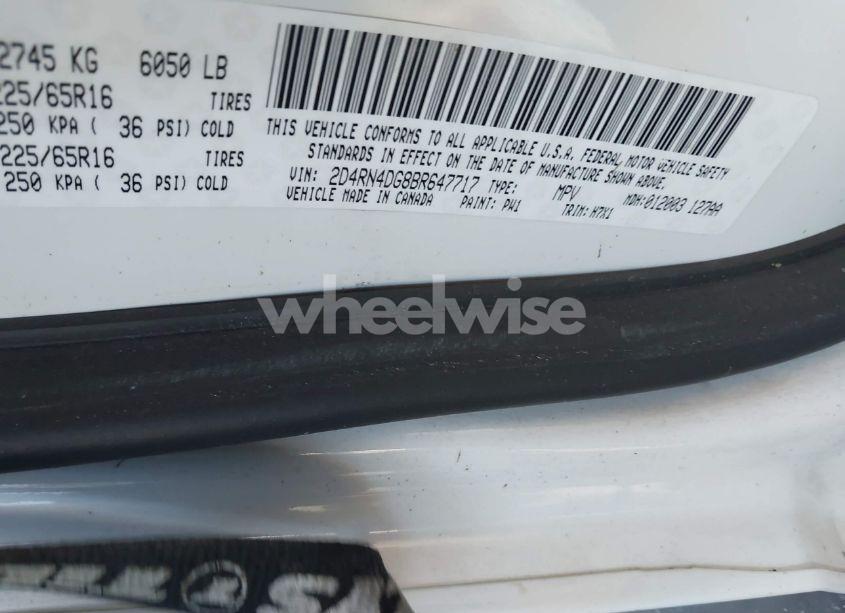 2745 KG 6050 LB
225/65R16 TIRES
250 KPA ( 36 PSI) COLD
225/65R16 TIRES
250 KPA ( 36 PSI) COLD
THIS VEHICLE CONFORMS TO ALL APPLICABLE U.S.A. FEDERAL MOTOR VEHICLE SAFETY
STANDARDS IN EFFECT ON THE DATE OF MANUFACTURE SHOWN ABOVE.
VIN: 2D4RN4DG8BR647717 TYPE: MPV MDH:012003 127AA
VEHICLE MADE IN CANADA PAINT: PW1 TRIM: H7X1
wheelwise